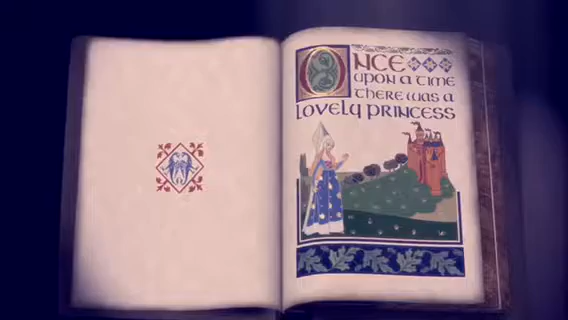 ONCE
UPON A TIME
THERE WAS A
LOVELY PRINCESS